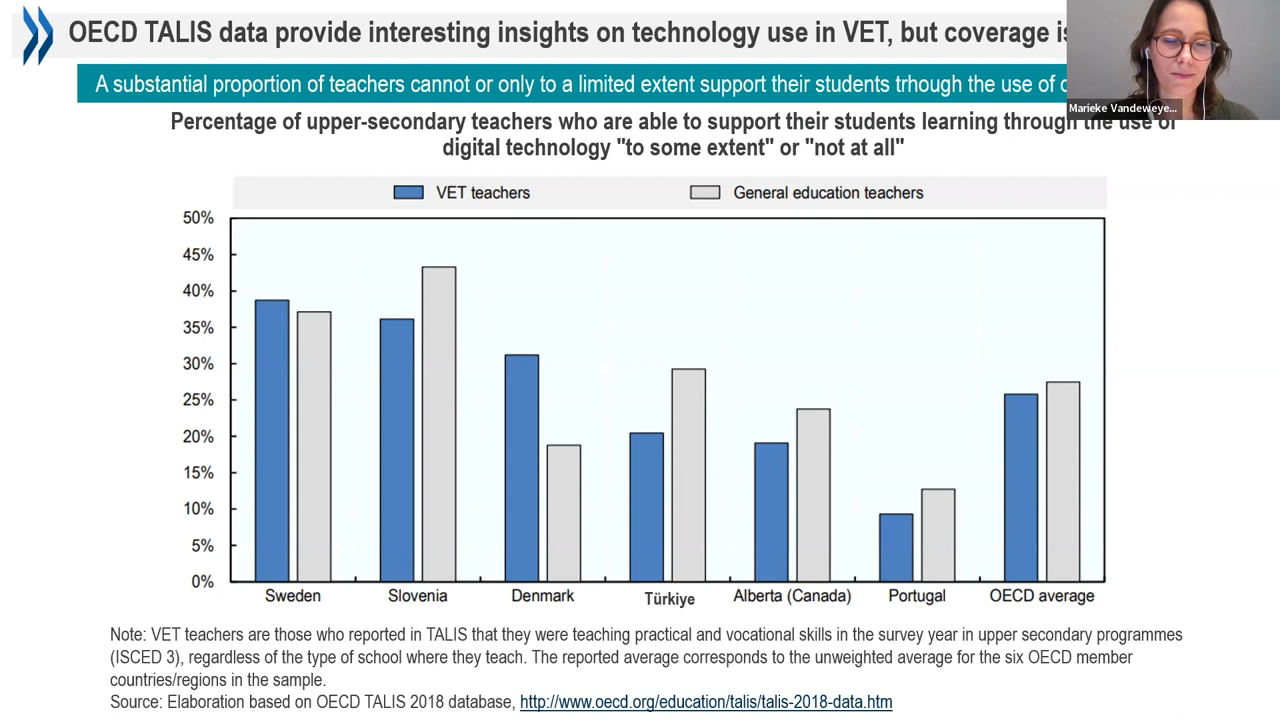 OECD TALIS data provide interesting insights on technology use in VET, but coverage is
A substantial proportion of teachers cannot or only to a limited extent support their students trhough the use of
Marieke Vandeweye...
Percentage of upper-secondary teachers who are able to support their students learning through the use of
digital technology "to some extent" or "not at all"
VET teachers
General education teachers
50%
45%
40%
35%
30%
25%
20%
15%
10%
5%
0%
Sweden
Slovenia
Denmark
Türkiye
Alberta (Canada)
Portugal
OECD average
Note: VET teachers are those who reported in TALIS that they were teaching practical and vocational skills in the survey year in upper secondary programmes
(ISCED 3), regardless of the type of school where they teach. The reported average corresponds to the unweighted average for the six OECD member
countries/regions in the sample.
Source: Elaboration based on OECD TALIS 2018 database, http://www.oecd.org/education/talis/talis-2018-data.htm